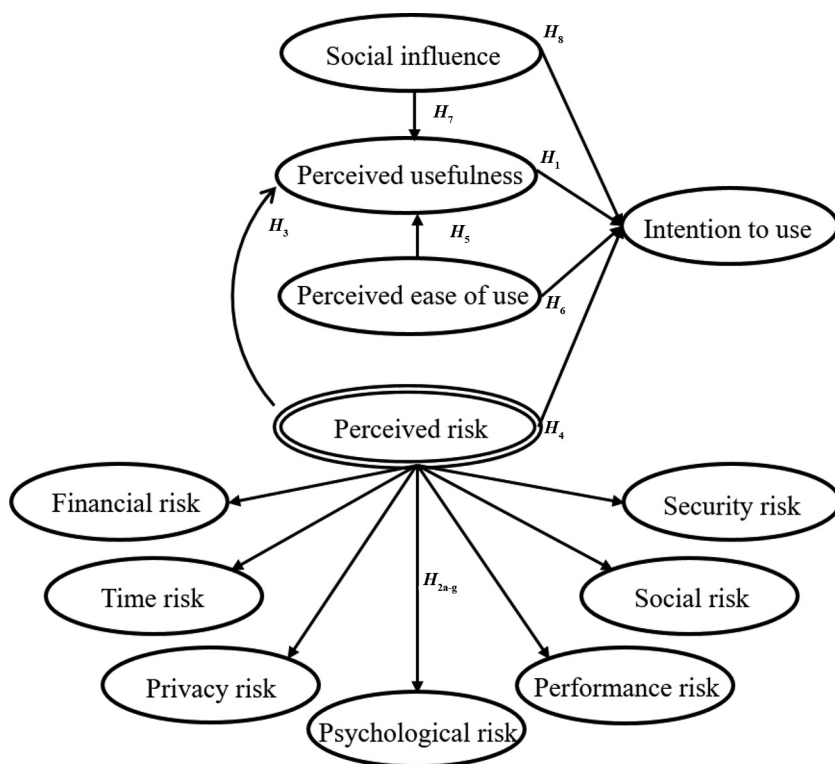 Social influence
H8
H7
Perceived usefulness
H1
Intention to use
H3
H5
Perceived ease of use
H6
Perceived risk
H4
Financial risk
Security risk
Time risk
H2a-g
Social risk
Privacy risk
Performance risk
Psychological risk